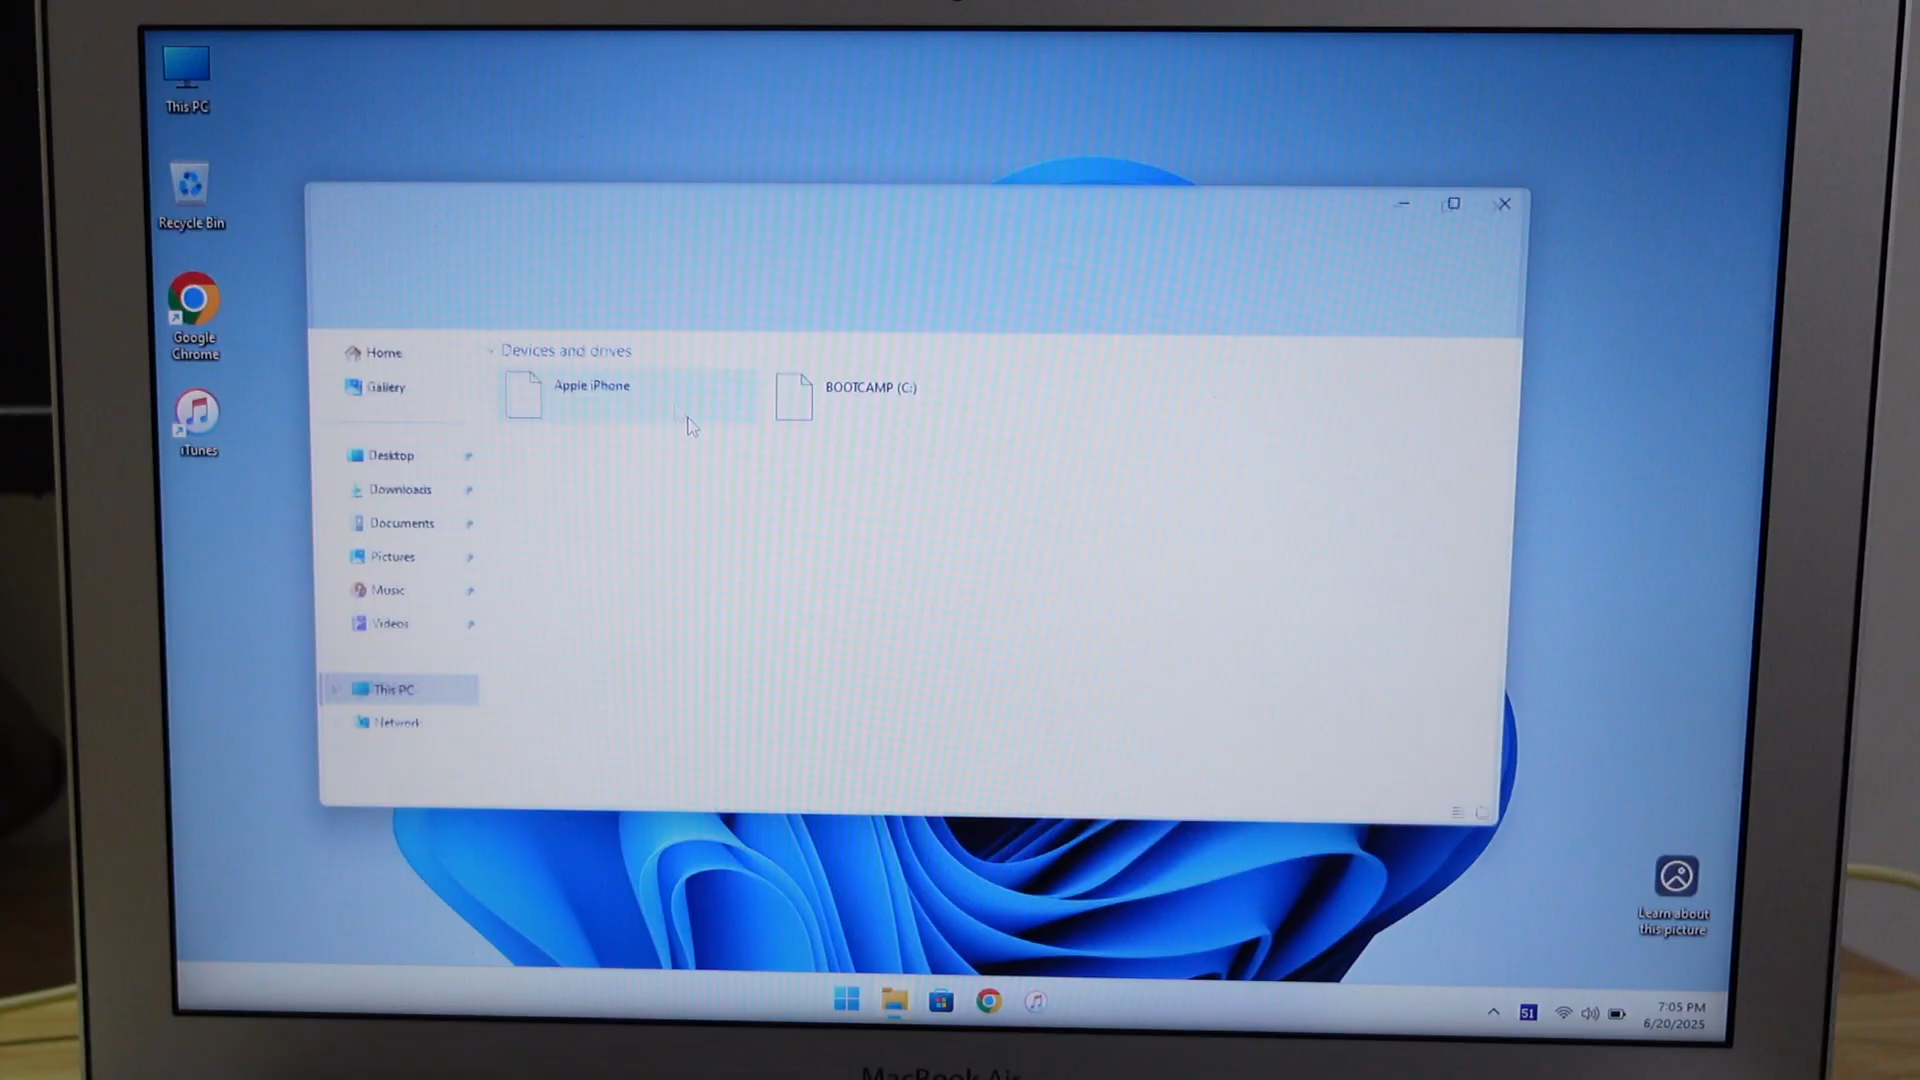 This PC
Recycle Bin
Google
Chrome
iTunes
Home
Gallery
Desktop
Downloads
Documents
Pictures
Music
Videos
This PC
Network
Devices and drives
Apple iPhone
BOOTCAMP (C:)
Learn about
this picture
51
7:05 PM
6/20/2025
MacBook Air